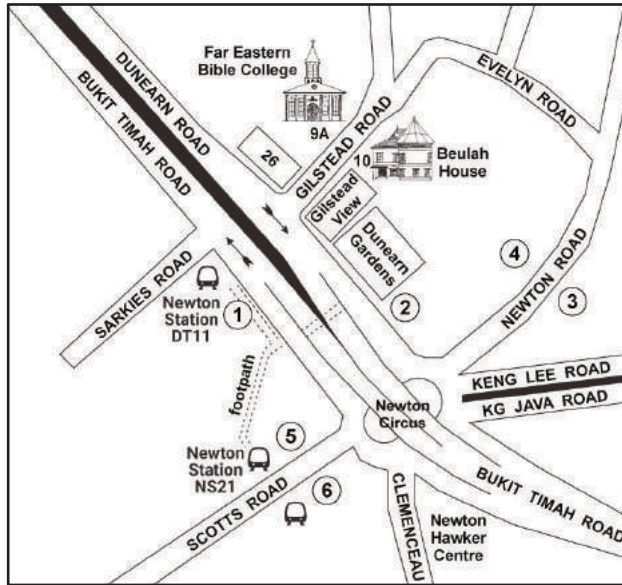 DUNEARN ROAD
BUKIT TIMAH ROAD
Far Eastern
Bible College
9A
26
GILSTEAD ROAD
EVELYN ROAD
10
Beulah
House
Gilstead
View
Dunearn
Gardens
SARKIES ROAD
Newton
Station
DT11
1
2
4
3
NEWTON ROAD
footpath
KENG LEE ROAD
KG JAVA ROAD
Newton
Circus
5
Newton
Station
NS21
6
SCOTTS ROAD
CLEMENCEAU
BUKIT TIMAH ROAD
Newton
Hawker
Centre